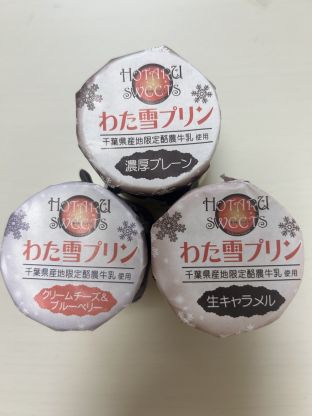 HOTARU
SWEETS
わた雪プリン
千葉県産地限定酪農牛乳使用
濃厚プレーン
HOTARU
SWEETS
わた雪プリン
千葉県産地限定酪農牛乳使用
クリームチーズ&
ブルーベリー
HOTARU
SWEETS
わた雪プリン
千葉県産地限定酪農牛乳使用
生キャラメル